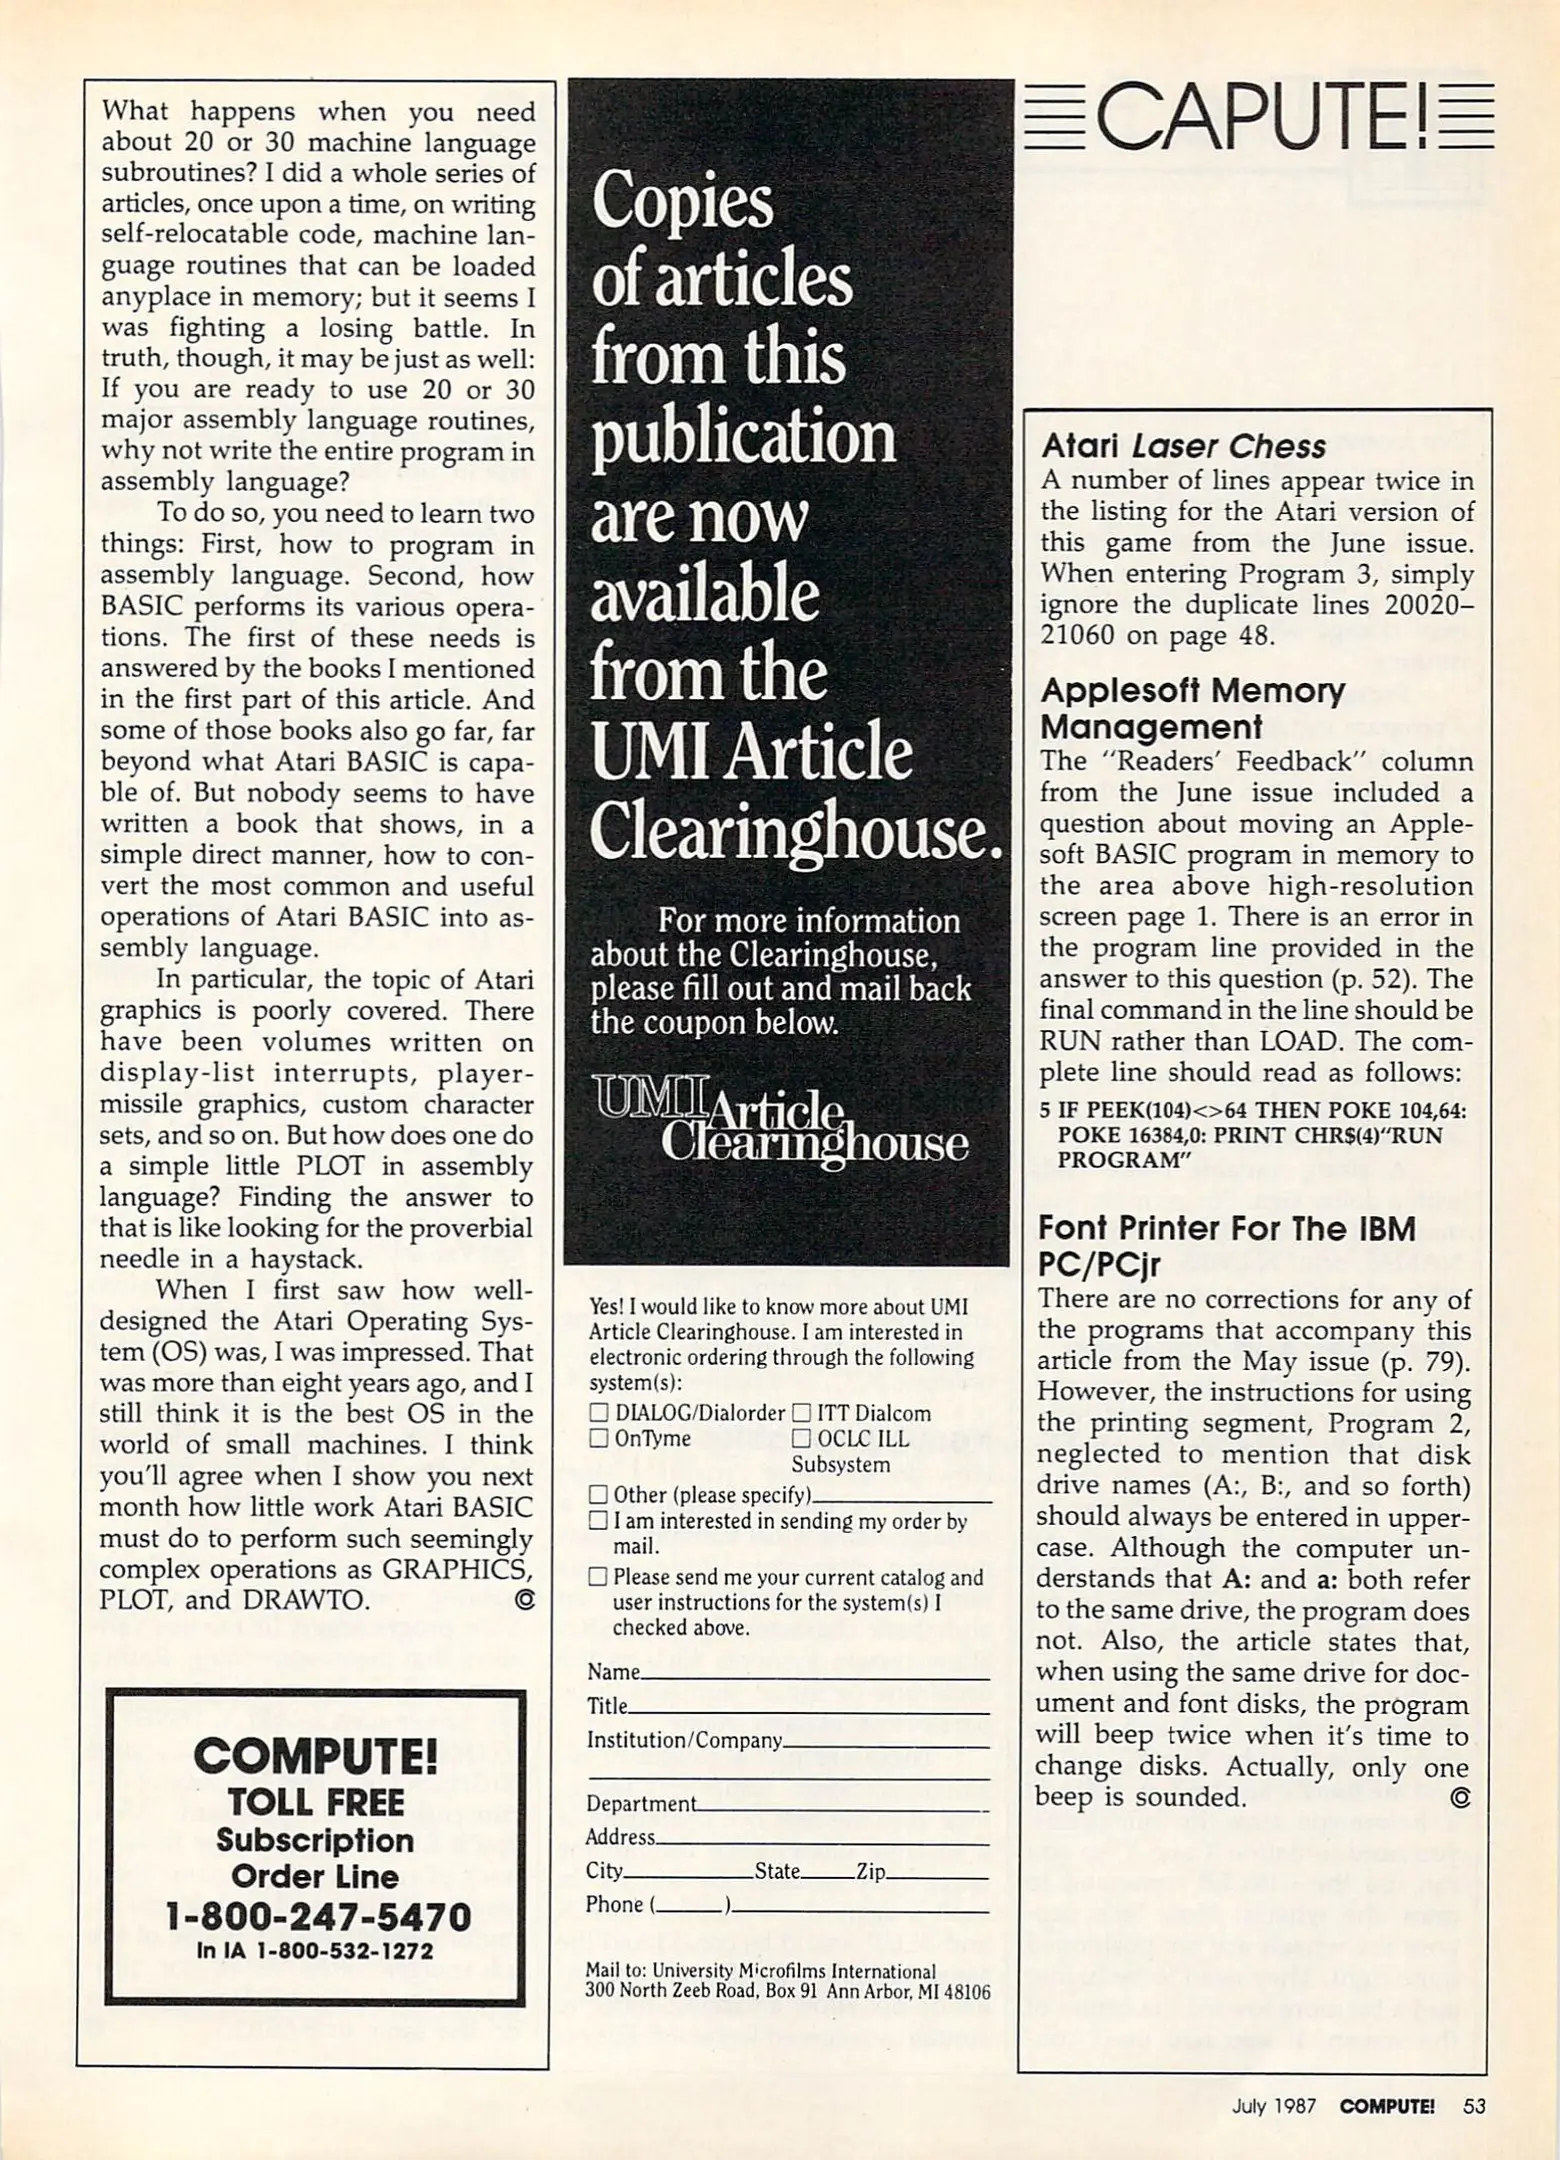 What happens when you need
about 20 or 30 machine language
subroutines? I did a whole series of
articles, once upon a time, on writing
self-relocatable code, machine lan-
guage routines that can be loaded
anyplace in memory; but it seems I
was fighting a losing battle. In
truth, though, it may be just as well:
If you are ready to use 20 or 30
major assembly language routines,
why not write the entire program in
assembly language?
To do so, you need to learn two
things: First, how to program in
assembly language. Second, how
BASIC performs its various opera-
tions. The first of these needs is
answered by the books I mentioned
in the first part of this article. And
some of those books also go far, far
beyond what Atari BASIC is capa-
ble of. But nobody seems to have
written a book that shows, in a
simple direct manner, how to con-
vert the most common and useful
operations of Atari BASIC into as-
sembly language.
In particular, the topic of Atari
graphics is poorly covered. There
have been volumes written on
display-list interrupts, player-
missile graphics, custom character
sets, and so on. But how does one do
a simple little PLOT in assembly
language? Finding the answer to
that is like looking for the proverbial
needle in a haystack.
When I first saw how well-
designed the Atari Operating Sys-
tem (OS) was, I was impressed. That
was more than eight years ago, and I
still think it is the best OS in the
world of small machines. I think
you'll agree when I show you next
month how little work Atari BASIC
must do to perform such seemingly
complex operations as GRAPHICS,
PLOT, and DRAWTO.
COMPUTE!
TOLL FREE
Subscription
Order Line
1-800-247-5470
In IA 1-800-532-1272
Copies
of articles
from this
publication
are now
available
from the
UMI Article
Clearinghouse.
For more information
about the Clearinghouse,
please fill out and mail back
the coupon below.
UMI Article
Clearinghouse
Yes! I would like to know more about UMI
Article Clearinghouse. I am interested in
electronic ordering through the following
system(s):
☐ DIALOG/Dialorder ☐ ITT Dialcom
☐ OnTyme ☐ OCLC ILL
Subsystem
☐ Other (please specify)
☐ I am interested in sending my order by
mail.
☐ Please send me your current catalog and
user instructions for the system(s) I
checked above.
Name
Title
Institution/Company
Department
Address
City State Zip
Phone ( )
Mail to: University Microfilms International
300 North Zeeb Road, Box 91 Ann Arbor, MI 48106
CAPUTE!
Atari Laser Chess
A number of lines appear twice in
the listing for the Atari version of
this game from the June issue.
When entering Program 3, simply
ignore the duplicate lines 20020–
21060 on page 48.
Applesoft Memory
Management
The "Readers' Feedback" column
from the June issue included a
question about moving an Apple-
soft BASIC program in memory to
the area above high-resolution
screen page 1. There is an error in
the program line provided in the
answer to this question (p. 52). The
final command in the line should be
RUN rather than LOAD. The com-
plete line should read as follows:
5 IF PEEK(104)<>64 THEN POKE 104,64:
POKE 16384,0: PRINT CHR$(4)"RUN
PROGRAM"
Font Printer For The IBM
PC/PCjr
There are no corrections for any of
the programs that accompany this
article from the May issue (p. 79).
However, the instructions for using
the printing segment, Program 2,
neglected to mention that disk
drive names (A:, B:, and so forth)
should always be entered in upper-
case. Although the computer un-
derstands that A: and a: both refer
to the same drive, the program does
not. Also, the article states that,
when using the same drive for doc-
ument and font disks, the program
will beep twice when it's time to
change disks. Actually, only one
beep is sounded.
July 1987 COMPUTE! 53